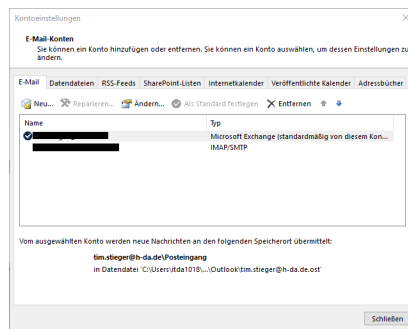 Kontoeinstellungen
E-Mail-Konten
Sie können ein Konto hinzufügen oder entfernen. Sie können ein Konto auswählen, um dessen Einstellungen zu
ändern.
E-Mail Datendateien RSS-Feeds SharePoint-Listen Internetkalender Veröffentlichte Kalender Adressbücher
Neu... Reparieren... Ändern... Als Standard festlegen Entfernen
Name Typ
Microsoft Exchange (standardmäßig von diesem Kon...
IMAP/SMTP
Vom ausgewählten Konto werden neue Nachrichten an den folgenden Speicherort übermittelt:
tim.stieger@h-da.de\Posteingang
in Datendatei 'C:\Users\itda1018\...\Outlook\tim.stieger@h-da.de.ost'
Schließen